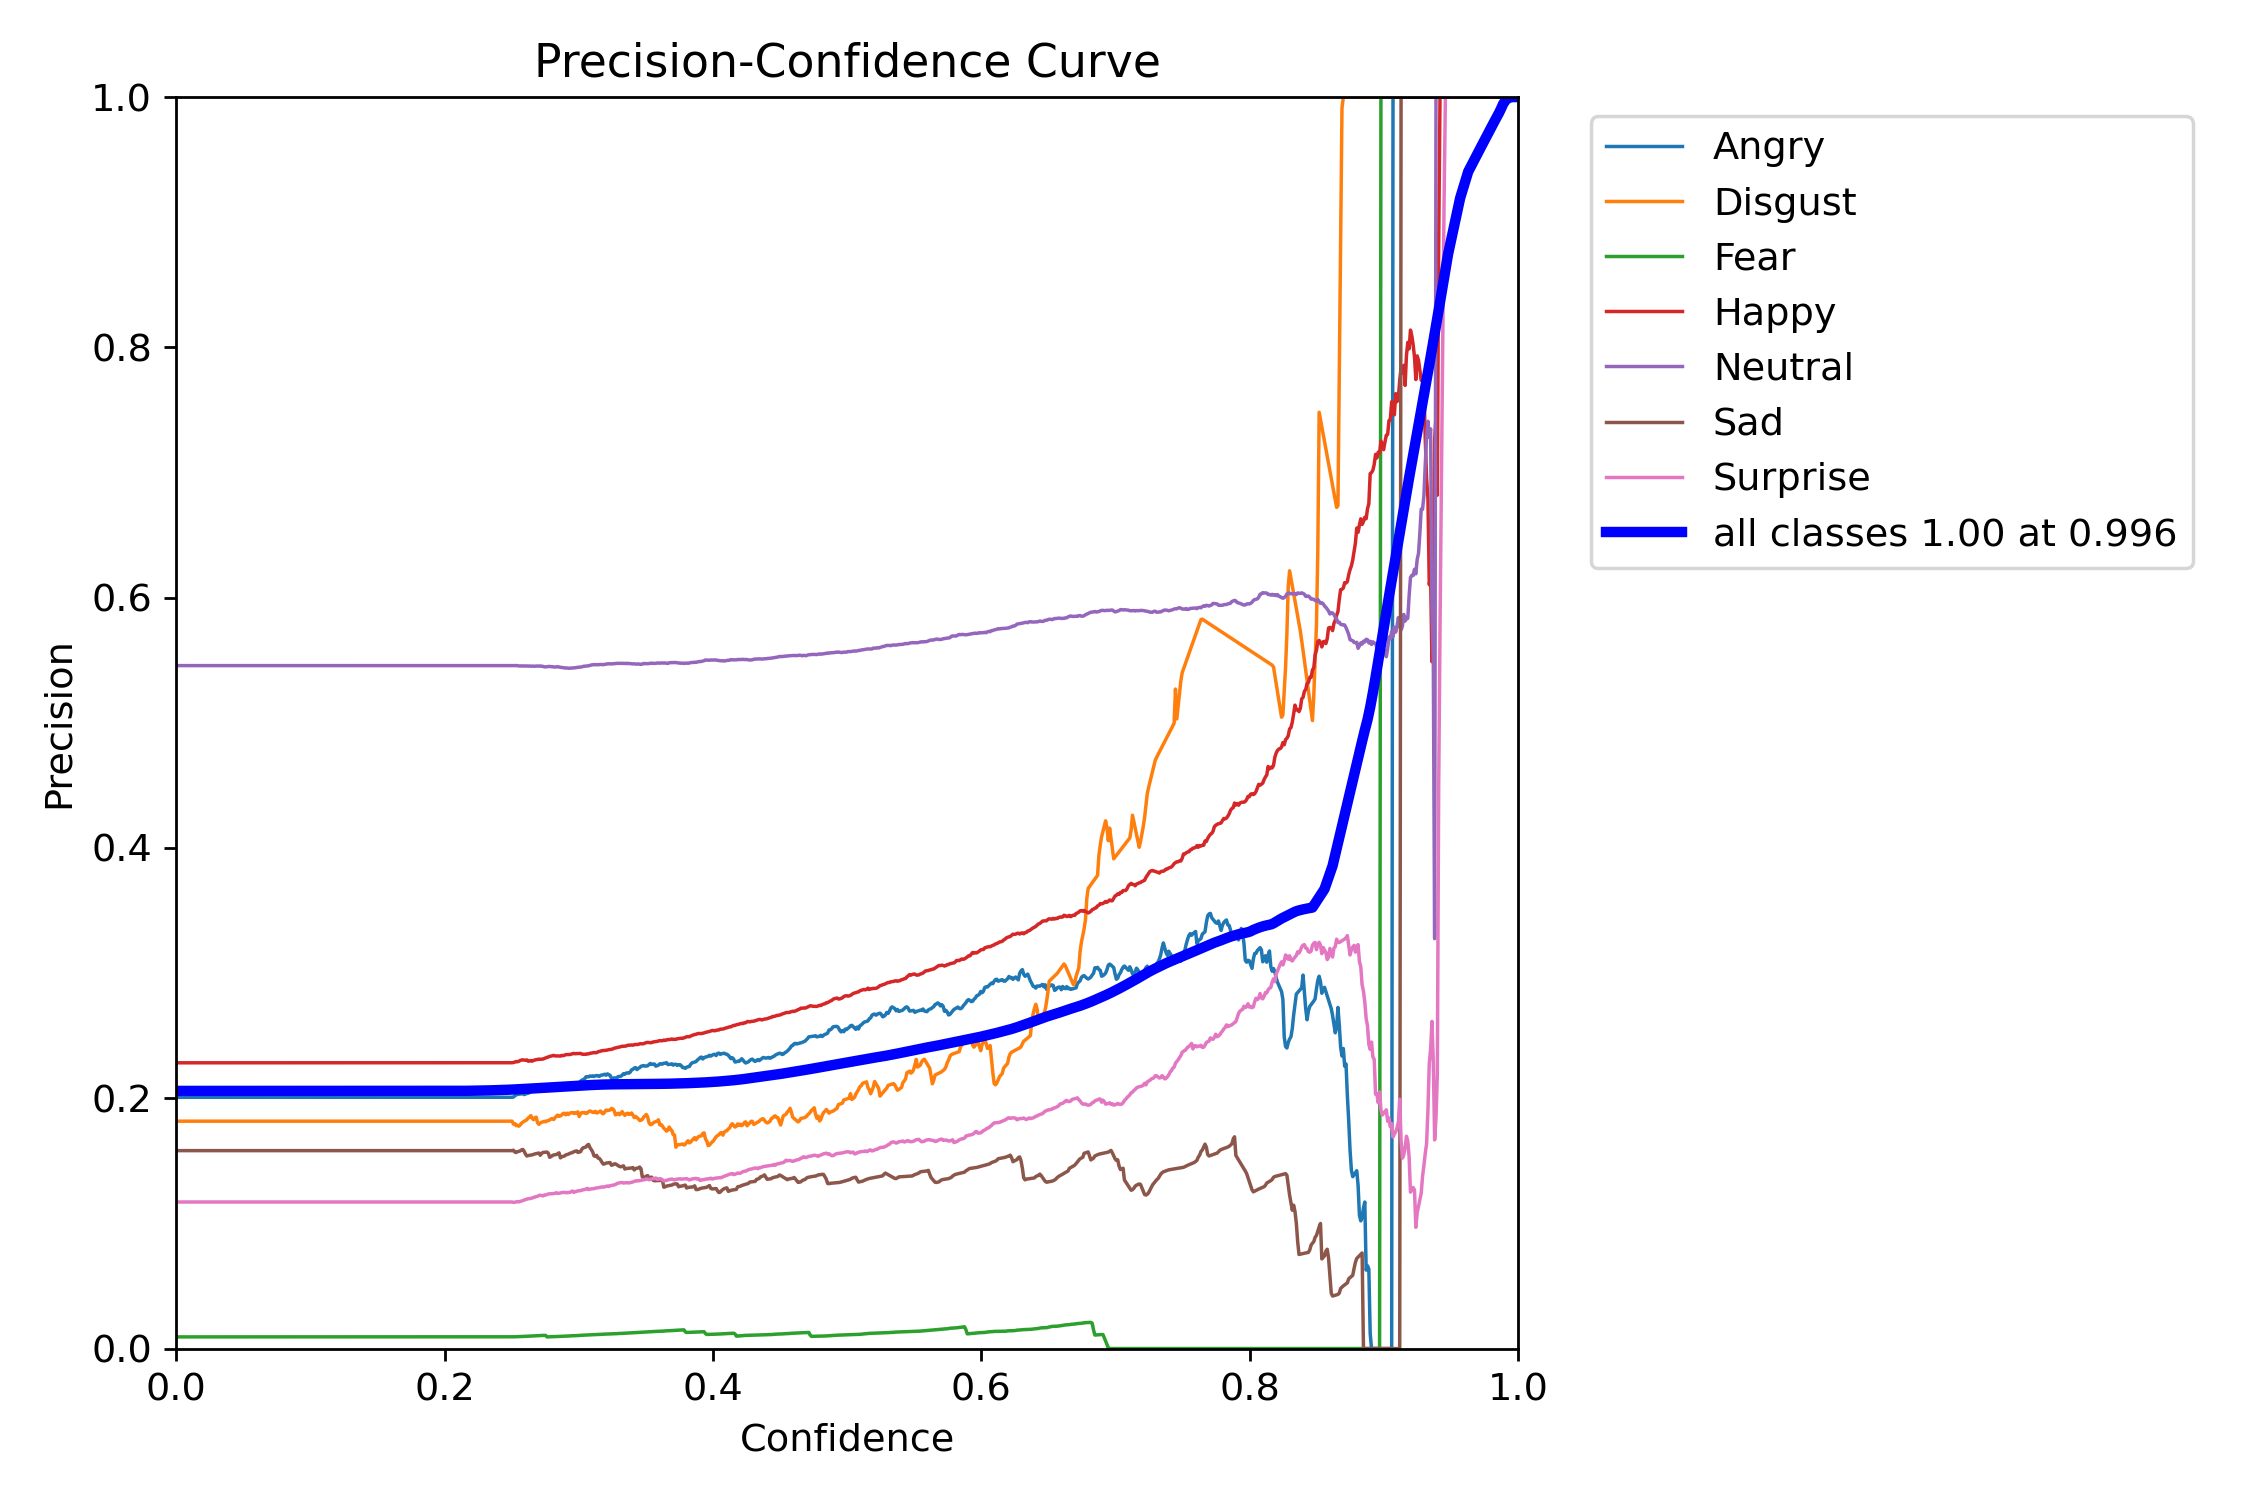 Precision-Confidence Curve
1.0
0.8
0.6
0.4
0.2
0.0
Precision
0.0 0.2 0.4 0.6 0.8 1.0
Confidence
Angry
Disgust
Fear
Happy
Neutral
Sad
Surprise
all classes 1.00 at 0.996